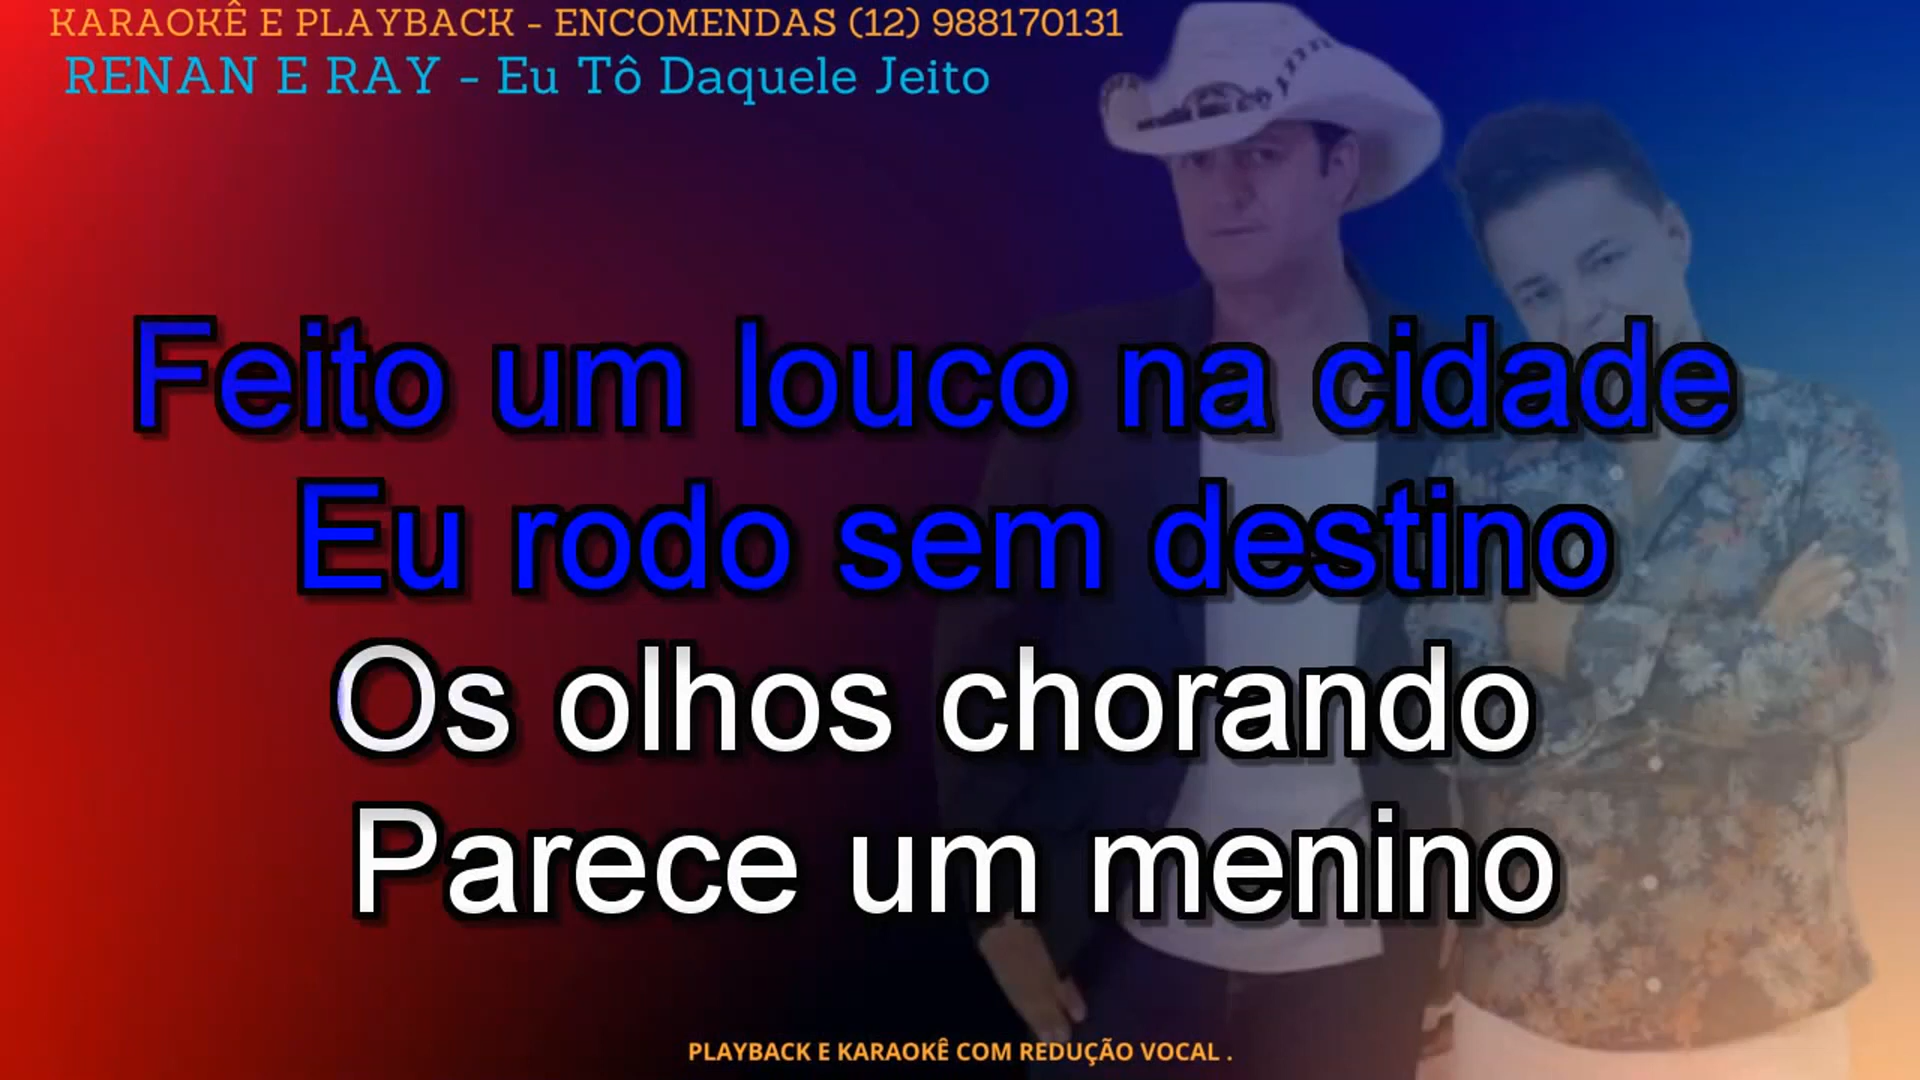 KARAOKÊ E PLAYBACK - ENCOMENDAS (12) 988170131
RENAN E RAY - Eu Tô Daquele Jeito
Feito um louco na cidade
Eu rodo sem destino
Os olhos chorando
Parece um menino
PLAYBACK E KARAOKÊ COM REDUÇÃO VOCAL .